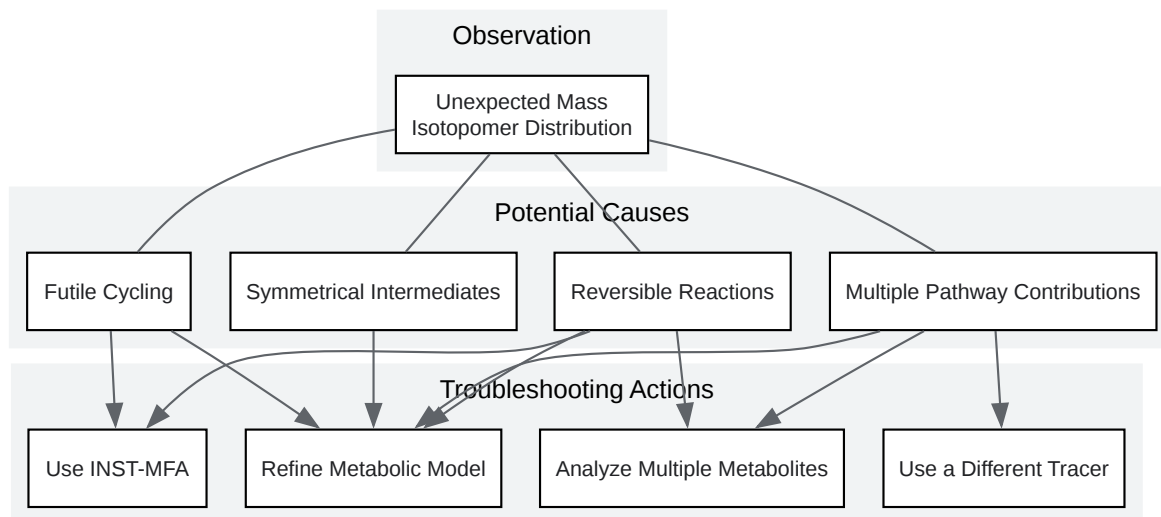 Observation
Unexpected Mass
Isotopomer Distribution
Potential Causes
Futile Cycling
Symmetrical Intermediates
Reversible Reactions
Multiple Pathway Contributions
Troubleshooting Actions
Use INST-MFA
Refine Metabolic Model
Analyze Multiple Metabolites
Use a Different Tracer